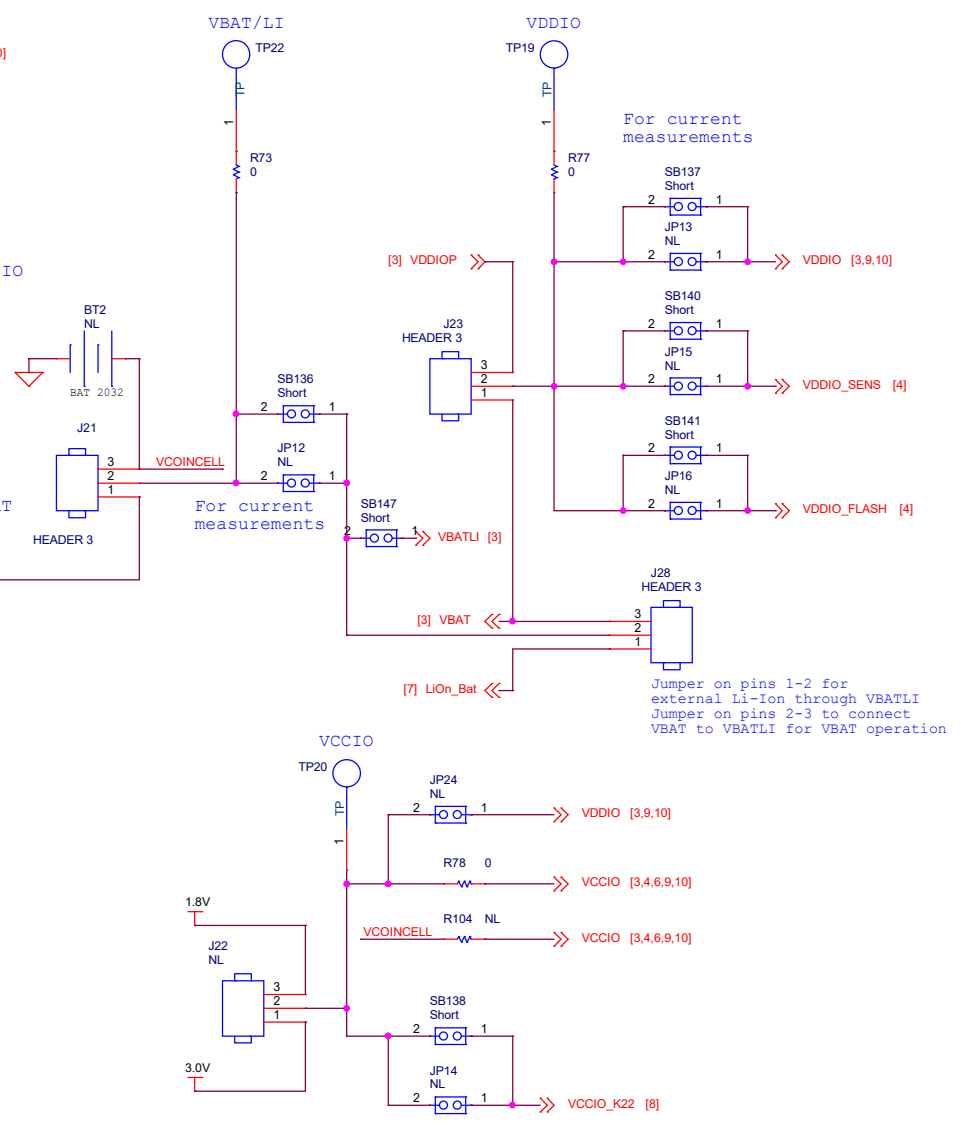 VBAT/LI
TP22
TP
1
R73
0
VDDIO
TP19
TP
1
R77
0
For current
measurements
SB137
Short
2 1
JP13
NL
2 1
VDDIO [3,9,10]
[3] VDDIOP
SB140
Short
2 1
JP15
NL
2 1
VDDIO_SENS [4]
SB141
Short
2 1
JP16
NL
2 1
VDDIO_FLASH [4]
J23
HEADER 3
3
2
1
IO
BT2
NL
BAT 2032
J21
3
2
1
HEADER 3
VCOINCELL
SB136
Short
2 1
JP12
NL
2 1
For current
measurements
SB147
Short
2 1
VBATLI [3]
J28
HEADER 3
3
2
1
[3] VBAT
[7] LiOn_Bat
Jumper on pins 1-2 for
external Li-Ion through VBATLI
Jumper on pins 2-3 to connect
VBAT to VBATLI for VBAT operation
VCCIO
TP20
TP
1
JP24
NL
2 1
VDDIO [3,9,10]
R78 0
VCCIO [3,4,6,9,10]
R104 NL
VCOINCELL
VCCIO [3,4,6,9,10]
1.8V
J22
NL
3
2
1
3.0V
SB138
Short
2 1
JP14
NL
2 1
VCCIO_K22 [8]